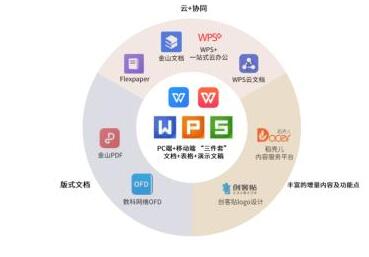 云+协同
WPS+
金山文档
WPS+
一站式云办公
Flexpaper
WPS云文档
WPS
PC端+移动端 “三件套”
文档+表格+演示文稿
金山PDF
稻壳儿
Docer
稻壳儿
内容服务平台
版式文档
OFD
数科网络OFD
创客贴
创客贴logo设计
丰富的增量内容及功能点